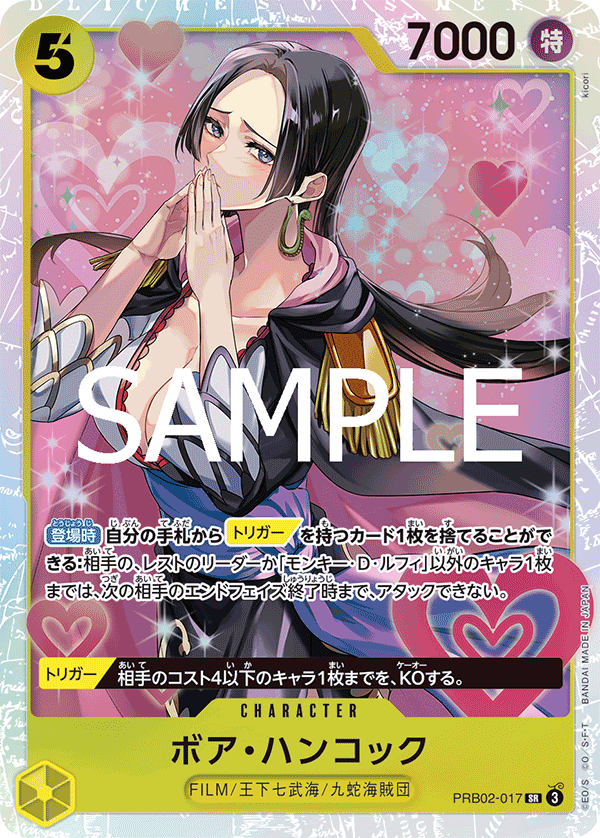 5
7000 特
kicori
SAMPLE
登場時 自分の手札から トリガー を持つカード1枚を捨てることがで
きる：相手の、レストのリーダーか「モンキー・D・ルフィ」以外のキャラ1枚
までは、次の相手のエンドフェイズ終了時まで、アタックできない。
トリガー 相手のコスト4以下のキャラ1枚までを、KOする。
CHARACTER
ボア・ハンコック
FILM/王下七武海/九蛇海賊団
PRB02-017 SR 3
©E/S ©O/S・F・T BANDAI MADE IN JAPAN